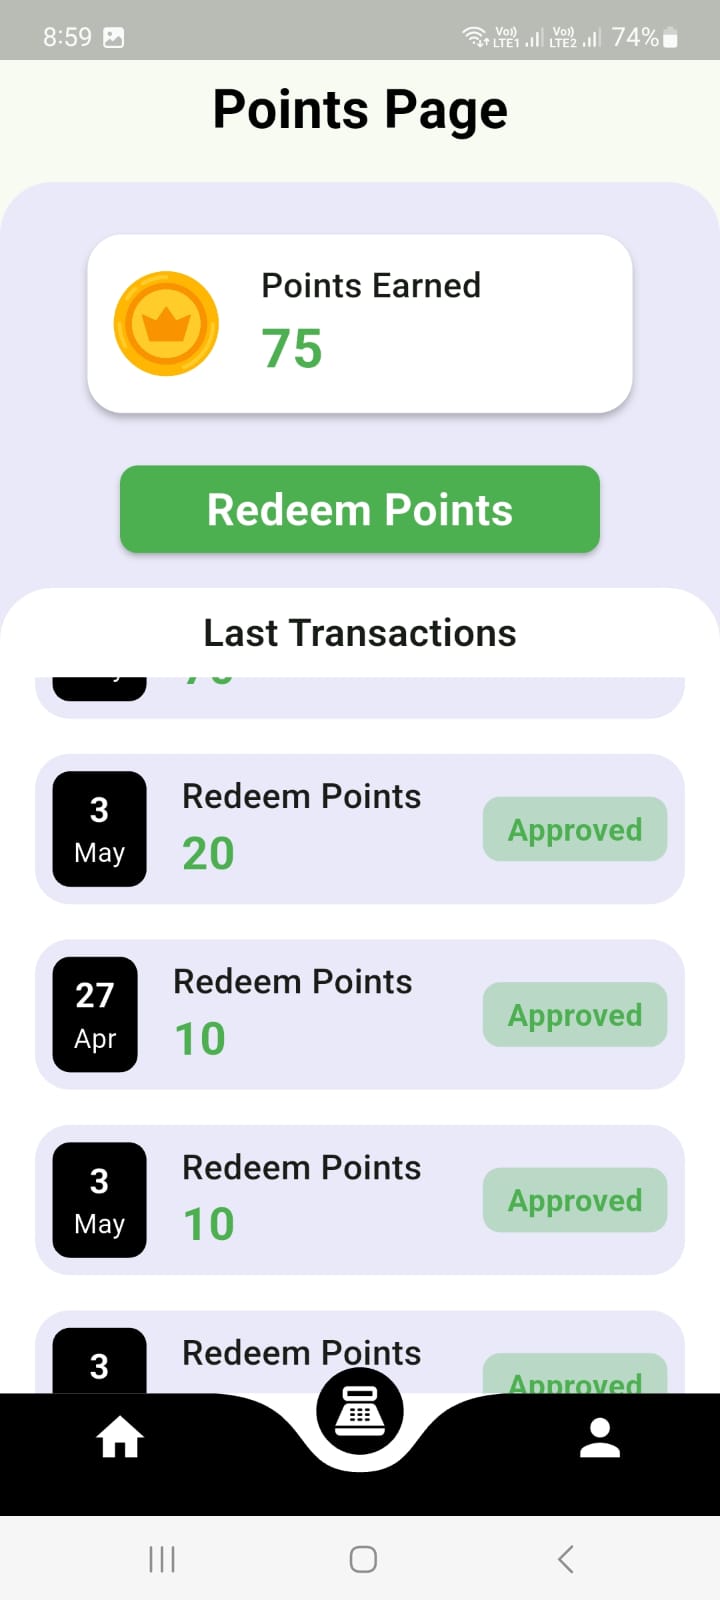 8:59 Vo)) LTE1 Vo)) LTE2 74%
Points Page
Points Earned
75
Redeem Points
Last Transactions
3 May
Redeem Points
20
Approved
27 Apr
Redeem Points
10
Approved
3 May
Redeem Points
10
Approved
3
Redeem Points
Approved